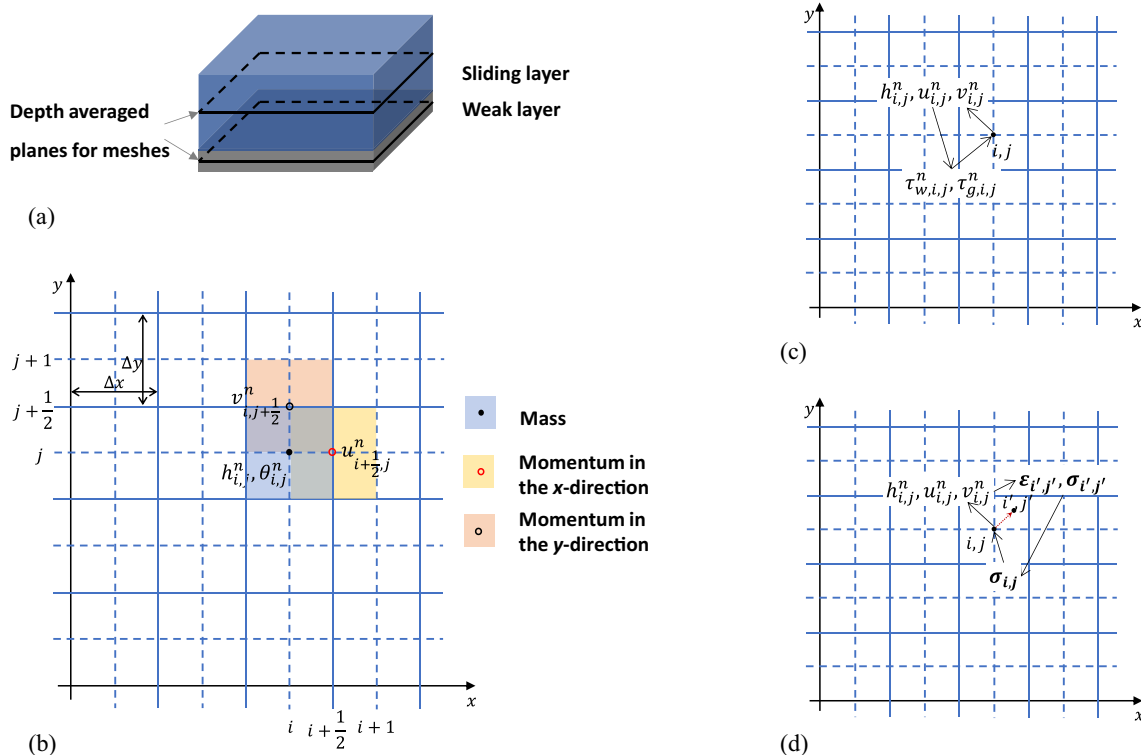 Sliding layer
Depth averaged
Weak layer
planes for meshes
(a)
y
j + 1
Δy
Δx
j + 1/2
v^n_{i,j+1/2}
j
u^n_{i+1/2,j}
h^n_{i,j}, θ^n_{i,j}
Mass
Momentum in
the x-direction
Momentum in
the y-direction
x
i i + 1/2 i + 1
(b)
y
h^n_{i,j}, u^n_{i,j}, v^n_{i,j}
i, j
τ^n_{w,i,j}, τ^n_{g,i,j}
x
(c)
y
h^n_{i,j}, u^n_{i,j}, v^n_{i,j}
ε_{i′,j′}, σ_{i′,j′}
i′, j′
i, j
σ_{i,j}
x
(d)